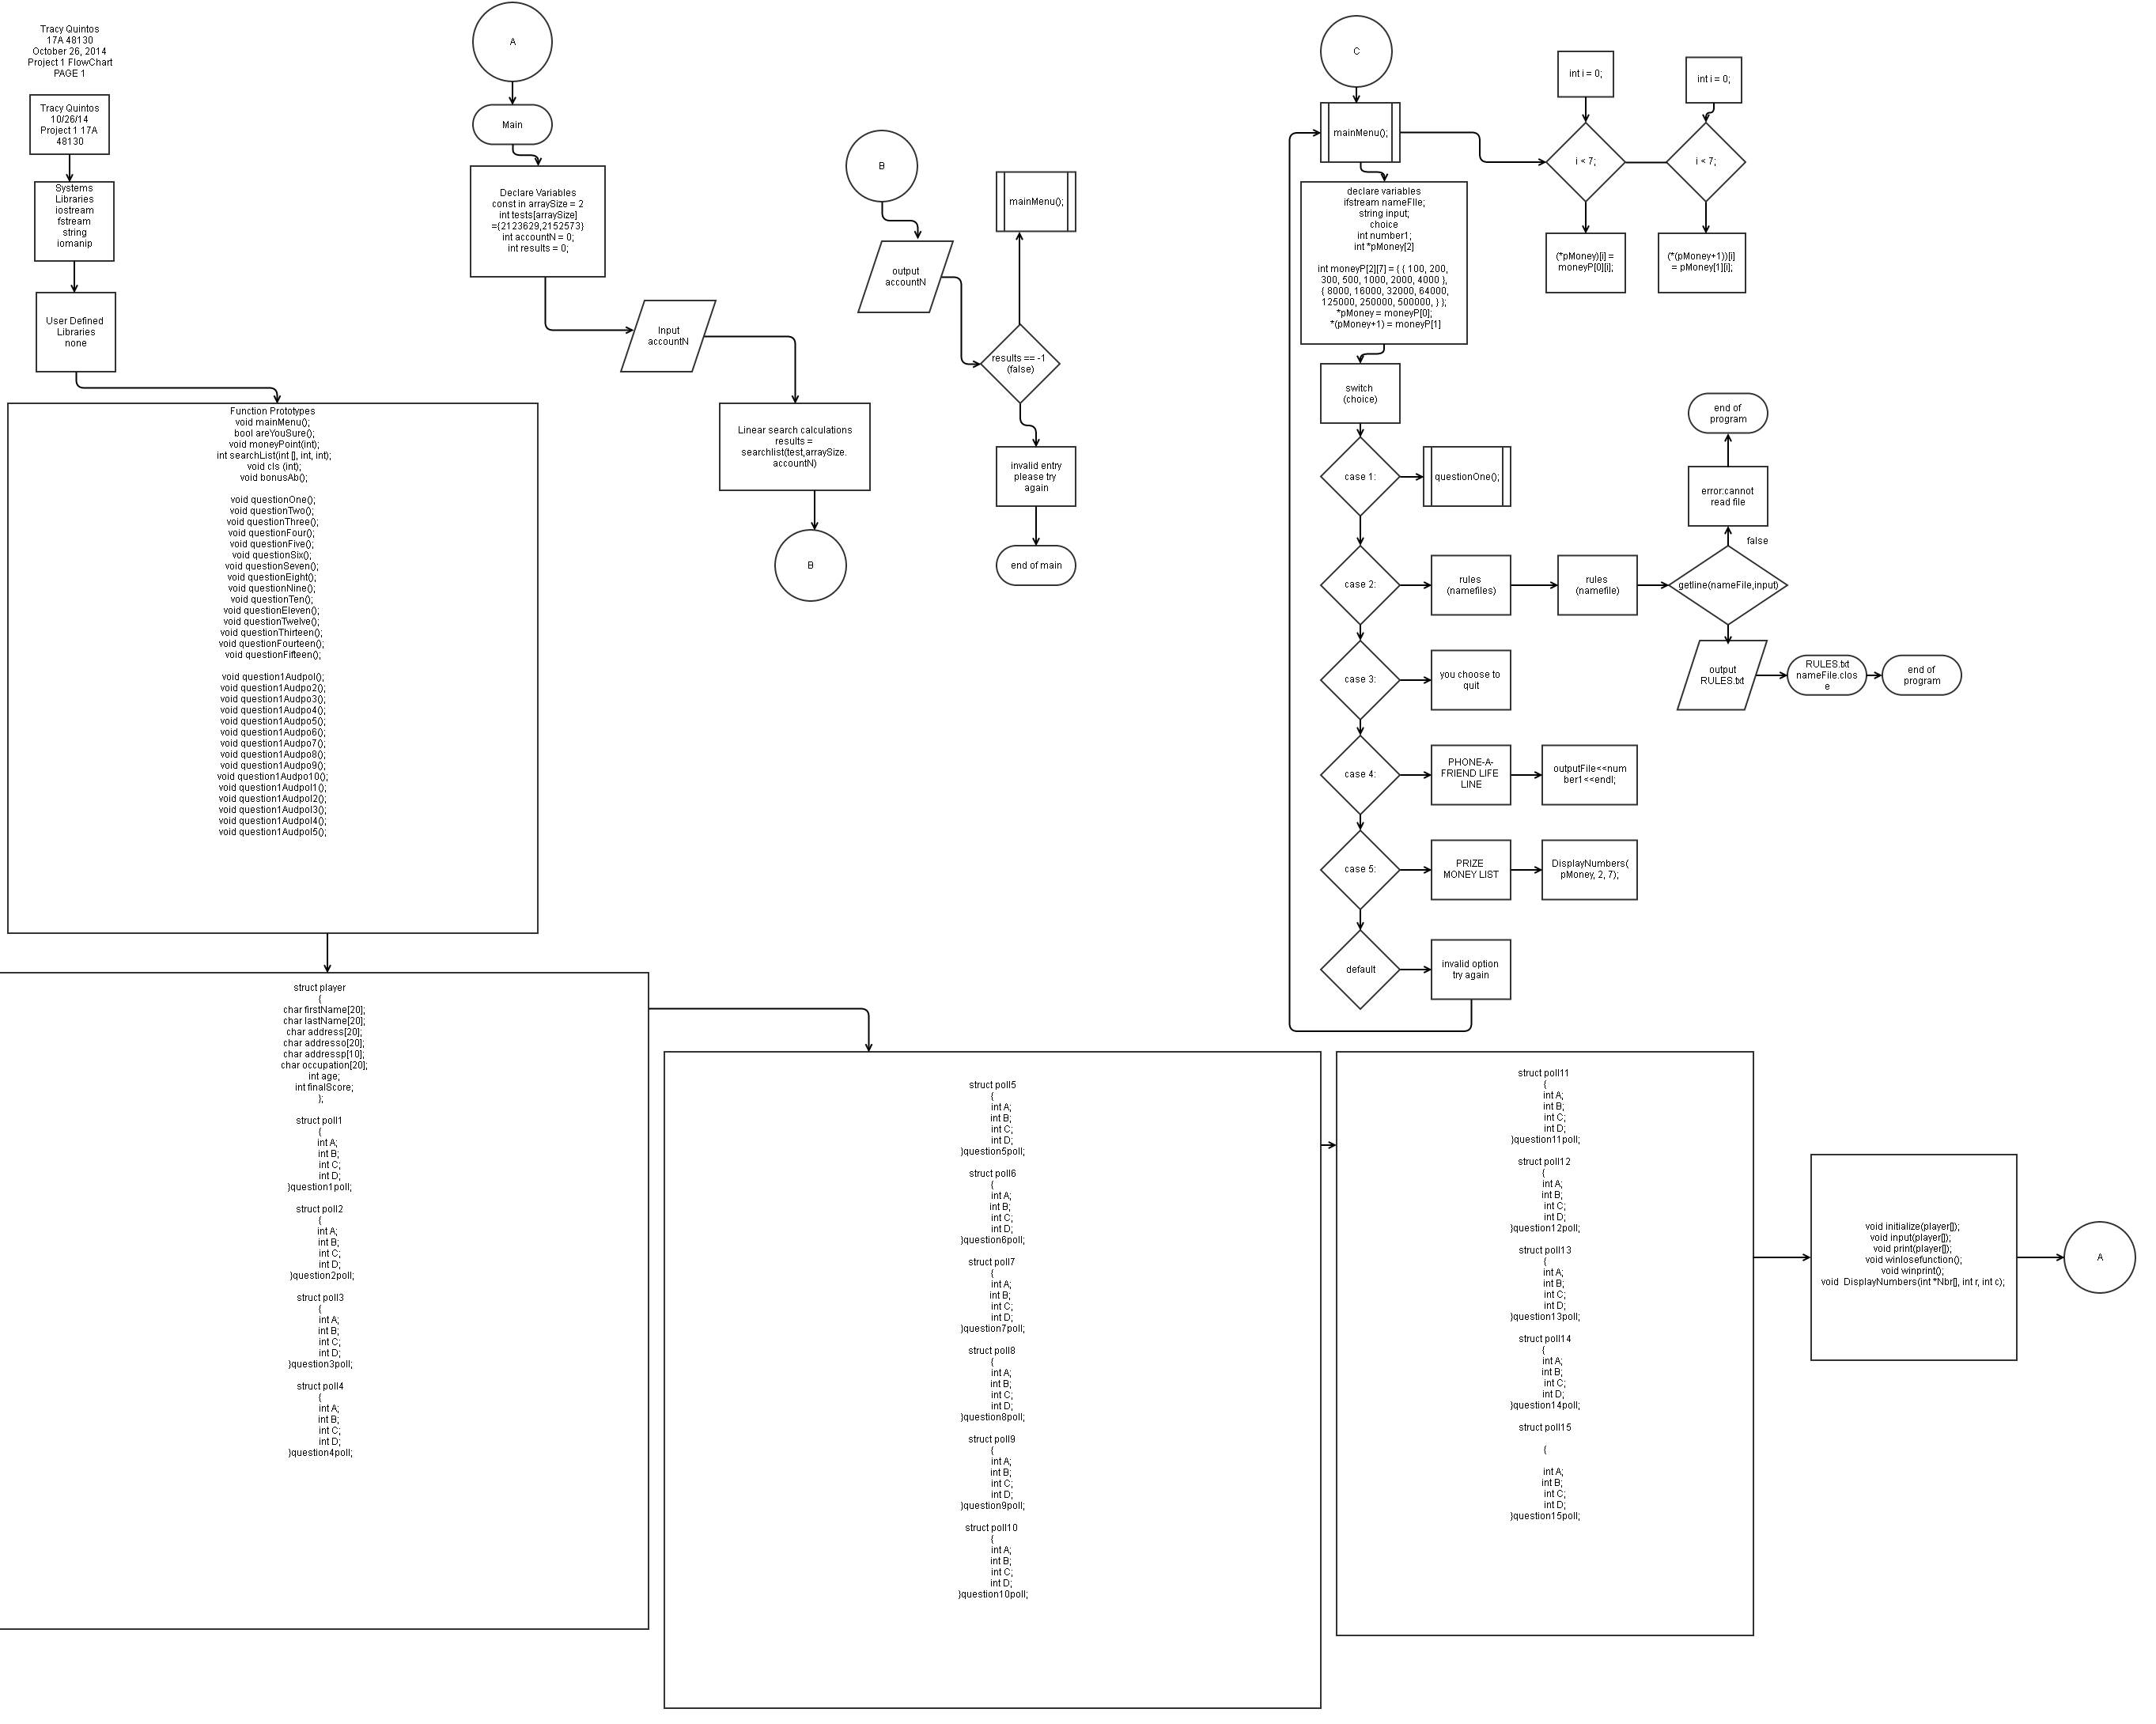 Tracy Quintos
17A 48130
October 26, 2014
Project 1 FlowChart
PAGE 1
Tracy Quintos
10/26/14
Project 1 17A
48130
Systems
Libraries
iostream
fstream
string
iomanip
User Defined
Libraries
none
Function Prototypes
void mainMenu();
bool areYouSure();
void moneyPoint(int);
int searchList(int [], int, int);
void cls (int);
void bonusAb();
void questionOne();
void questionTwo();
void questionThree();
void questionFour();
void questionFive();
void questionSix();
void questionSeven();
void questionEight();
void questionNine();
void questionTen();
void questionEleven();
void questionTwelve();
void questionThirteen();
void questionFourteen();
void questionFifteen();
void question1Audpol();
void question1Audpo2();
void question1Audpo3();
void question1Audpo4();
void question1Audpo5();
void question1Audpo6();
void question1Audpo7();
void question1Audpo8();
void question1Audpo9();
void question1Audpo10();
void question1Audpol1();
void question1Audpol2();
void question1Audpol3();
void question1Audpol4();
void question1Audpol5();
struct player
{
char firstName[20];
char lastName[20];
char address[20];
char addresso[20];
char addressp[10];
char occupation[20];
int age;
int finalScore;
};
struct poll1
{
int A;
int B;
int C;
int D;
}question1poll;
struct poll2
{
int A;
int B;
int C;
int D;
}question2poll;
struct poll3
{
int A;
int B;
int C;
int D;
}question3poll;
struct poll4
{
int A;
int B;
int C;
int D;
}question4poll;
struct poll5
{
int A;
int B;
int C;
int D;
}question5poll;
struct poll6
{
int A;
int B;
int C;
int D;
}question6poll;
struct poll7
{
int A;
int B;
int C;
int D;
}question7poll;
struct poll8
{
int A;
int B;
int C;
int D;
}question8poll;
struct poll9
{
int A;
int B;
int C;
int D;
}question9poll;
struct poll10
{
int A;
int B;
int C;
int D;
}question10poll;
struct poll11
{
int A;
int B;
int C;
int D;
}question11poll;
struct poll12
{
int A;
int B;
int C;
int D;
}question12poll;
struct poll13
{
int A;
int B;
int C;
int D;
}question13poll;
struct poll14
{
int A;
int B;
int C;
int D;
}question14poll;
struct poll15
{
int A;
int B;
int C;
int D;
}question15poll;
void initialize(player[]);
void input(player[]);
void print(player[]);
void winlosefunction();
void winprint();
void DisplayNumbers(int *Nbr[], int r, int c);
A
A
Main
Declare Variables
const in arraySize = 2
int tests[arraySize]
={2123629,2152573}
int accountN = 0;
int results = 0;
Input
accountN
Linear search calculations
results =
searchlist(test,arraySize.
accountN)
B
B
output
accountN
mainMenu();
results == -1
(false)
invalid entry
please try
again
end of main
C
mainMenu();
declare variables
ifstream nameFIle;
string input;
choice
int number1;
int *pMoney[2]
int moneyP[2][7] = { { 100, 200,
300, 500, 1000, 2000, 4000 },
{ 8000, 16000, 32000, 64000,
125000, 250000, 500000, } };
*pMoney = moneyP[0];
*(pMoney+1) = moneyP[1]
int i = 0;
i < 7;
(*pMoney)[i] =
moneyP[0][i];
int i = 0;
i < 7;
(*(pMoney+1))[i]
= pMoney[1][i];
switch
(choice)
case 1:
questionOne();
case 2:
rules
(namefiles)
rules
(namefile)
getline(nameFile,input)
false
error:cannot
read file
end of
program
output
RULES.txt
RULES.txt
nameFile.clos
e
end of
program
case 3:
you choose to
quit
case 4:
PHONE-A-
FRIEND LIFE
LINE
outputFile<<num
ber1<<endl;
case 5:
PRIZE
MONEY LIST
DisplayNumbers(
pMoney, 2, 7);
default
invalid option
try again